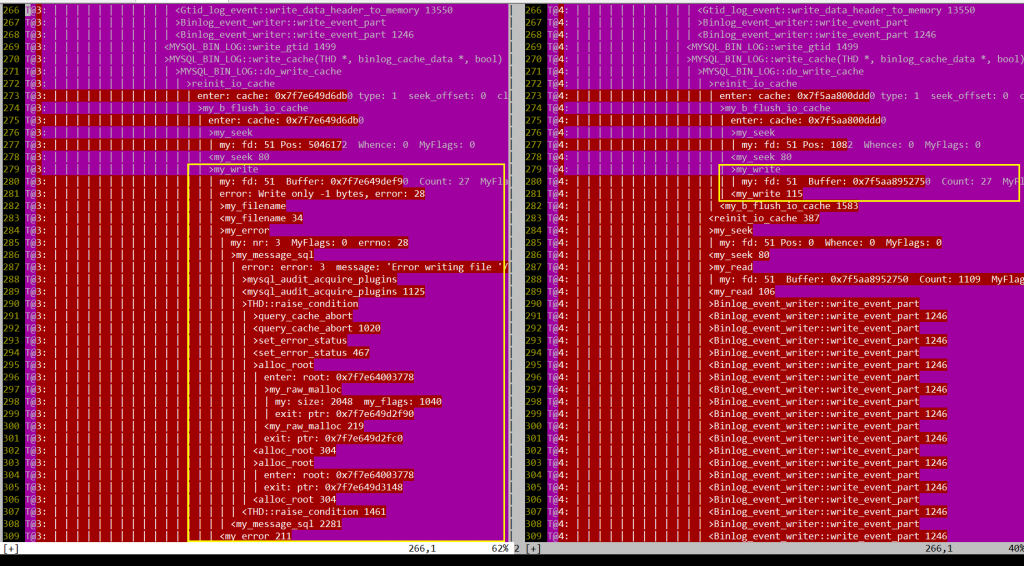 266 T@3: | | | | | | | | | | <Gtid_log_event::write_data_header_to_memory 13550
267 T@3: | | | | | | | | | | >Binlog_event_writer::write_event_part
268 T@3: | | | | | | | | | | <Binlog_event_writer::write_event_part 1246
269 T@3: | | | | | | | | | <MYSQL_BIN_LOG::write_gtid 1499
270 T@3: | | | | | | | | | >MYSQL_BIN_LOG::write_cache(THD *, binlog_cache_data *, bool)
271 T@3: | | | | | | | | | | >MYSQL_BIN_LOG::do_write_cache
272 T@3: | | | | | | | | | | | >reinit_io_cache
273 T@3: | | | | | | | | | | | | enter: cache: 0x7f7e649d6db0 type: 1 seek_offset: 0 cl
274 T@3: | | | | | | | | | | | | >my_b_flush_io_cache
275 T@3: | | | | | | | | | | | | | enter: cache: 0x7f7e649d6db0
276 T@3: | | | | | | | | | | | | | >my_seek
277 T@3: | | | | | | | | | | | | | | my: fd: 51 Pos: 5046172 Whence: 0 MyFlags: 0
278 T@3: | | | | | | | | | | | | | <my_seek 80
279 T@3: | | | | | | | | | | | | | >my_write
280 T@3: | | | | | | | | | | | | | | my: fd: 51 Buffer: 0x7f7e649def90 Count: 27 MyFla
281 T@3: | | | | | | | | | | | | | | error: Write only -1 bytes, error: 28
282 T@3: | | | | | | | | | | | | | | >my_filename
283 T@3: | | | | | | | | | | | | | | <my_filename 34
284 T@3: | | | | | | | | | | | | | | >my_error
285 T@3: | | | | | | | | | | | | | | | my: nr: 3 MyFlags: 0 errno: 28
286 T@3: | | | | | | | | | | | | | | | >my_message_sql
287 T@3: | | | | | | | | | | | | | | | | error: error: 3 message: 'Error writing file '/
288 T@3: | | | | | | | | | | | | | | | | >mysql_audit_acquire_plugins
289 T@3: | | | | | | | | | | | | | | | | <mysql_audit_acquire_plugins 1125
290 T@3: | | | | | | | | | | | | | | | | >THD::raise_condition
291 T@3: | | | | | | | | | | | | | | | | | >query_cache_abort
292 T@3: | | | | | | | | | | | | | | | | | <query_cache_abort 1020
293 T@3: | | | | | | | | | | | | | | | | | >set_error_status
294 T@3: | | | | | | | | | | | | | | | | | <set_error_status 467
295 T@3: | | | | | | | | | | | | | | | | | >alloc_root
296 T@3: | | | | | | | | | | | | | | | | | | enter: root: 0x7f7e64003778
297 T@3: | | | | | | | | | | | | | | | | | | >my_raw_malloc
298 T@3: | | | | | | | | | | | | | | | | | | | my: size: 2048 my_flags: 1040
299 T@3: | | | | | | | | | | | | | | | | | | | exit: ptr: 0x7f7e649d2f90
300 T@3: | | | | | | | | | | | | | | | | | | <my_raw_malloc 219
301 T@3: | | | | | | | | | | | | | | | | | | exit: ptr: 0x7f7e649d2fc0
302 T@3: | | | | | | | | | | | | | | | | | <alloc_root 304
303 T@3: | | | | | | | | | | | | | | | | | >alloc_root
304 T@3: | | | | | | | | | | | | | | | | | | enter: root: 0x7f7e64003778
305 T@3: | | | | | | | | | | | | | | | | | | exit: ptr: 0x7f7e649d3148
306 T@3: | | | | | | | | | | | | | | | | | <alloc_root 304
307 T@3: | | | | | | | | | | | | | | | | <THD::raise_condition 1461
308 T@3: | | | | | | | | | | | | | | | <my_message_sql 2281
309 T@3: | | | | | | | | | | | | | | <my_error 211
[+] 266,1 62%
266 T@4: | | | | | | | | | | <Gtid_log_event::write_data_header_to_memory 13550
267 T@4: | | | | | | | | | | >Binlog_event_writer::write_event_part
268 T@4: | | | | | | | | | | <Binlog_event_writer::write_event_part 1246
269 T@4: | | | | | | | | | <MYSQL_BIN_LOG::write_gtid 1499
270 T@4: | | | | | | | | | >MYSQL_BIN_LOG::write_cache(THD *, binlog_cache_data *, bool)
271 T@4: | | | | | | | | | | >MYSQL_BIN_LOG::do_write_cache
272 T@4: | | | | | | | | | | | >reinit_io_cache
273 T@4: | | | | | | | | | | | | enter: cache: 0x7f5aa800ddd0 type: 1 seek_offset: 0 cl
274 T@4: | | | | | | | | | | | | >my_b_flush_io_cache
275 T@4: | | | | | | | | | | | | | enter: cache: 0x7f5aa800ddd0
276 T@4: | | | | | | | | | | | | | >my_seek
277 T@4: | | | | | | | | | | | | | | my: fd: 51 Pos: 1082 Whence: 0 MyFlags: 0
278 T@4: | | | | | | | | | | | | | <my_seek 80
279 T@4: | | | | | | | | | | | | | >my_write
280 T@4: | | | | | | | | | | | | | | my: fd: 51 Buffer: 0x7f5aa8952750 Count: 27 MyFl
281 T@4: | | | | | | | | | | | | | <my_write 115
282 T@4: | | | | | | | | | | | | <my_b_flush_io_cache 1583
283 T@4: | | | | | | | | | | | <reinit_io_cache 387
284 T@4: | | | | | | | | | | | >my_seek
285 T@4: | | | | | | | | | | | | my: fd: 51 Pos: 0 Whence: 0 MyFlags: 0
286 T@4: | | | | | | | | | | | <my_seek 80
287 T@4: | | | | | | | | | | | >my_read
288 T@4: | | | | | | | | | | | | my: fd: 51 Buffer: 0x7f5aa8952750 Count: 1109 MyFla
289 T@4: | | | | | | | | | | | <my_read 106
290 T@4: | | | | | | | | | | | >Binlog_event_writer::write_event_part
291 T@4: | | | | | | | | | | | <Binlog_event_writer::write_event_part 1246
292 T@4: | | | | | | | | | | | >Binlog_event_writer::write_event_part
293 T@4: | | | | | | | | | | | <Binlog_event_writer::write_event_part 1246
294 T@4: | | | | | | | | | | | >Binlog_event_writer::write_event_part
295 T@4: | | | | | | | | | | | <Binlog_event_writer::write_event_part 1246
296 T@4: | | | | | | | | | | | >Binlog_event_writer::write_event_part
297 T@4: | | | | | | | | | | | <Binlog_event_writer::write_event_part 1246
298 T@4: | | | | | | | | | | | >Binlog_event_writer::write_event_part
299 T@4: | | | | | | | | | | | <Binlog_event_writer::write_event_part 1246
300 T@4: | | | | | | | | | | | >Binlog_event_writer::write_event_part
301 T@4: | | | | | | | | | | | <Binlog_event_writer::write_event_part 1246
302 T@4: | | | | | | | | | | | >Binlog_event_writer::write_event_part
303 T@4: | | | | | | | | | | | <Binlog_event_writer::write_event_part 1246
304 T@4: | | | | | | | | | | | >Binlog_event_writer::write_event_part
305 T@4: | | | | | | | | | | | <Binlog_event_writer::write_event_part 1246
306 T@4: | | | | | | | | | | | >Binlog_event_writer::write_event_part
307 T@4: | | | | | | | | | | | <Binlog_event_writer::write_event_part 1246
308 T@4: | | | | | | | | | | | >Binlog_event_writer::write_event_part
309 T@4: | | | | | | | | | | | <Binlog_event_writer::write_event_part 1246
2 [+] 266,1 40%